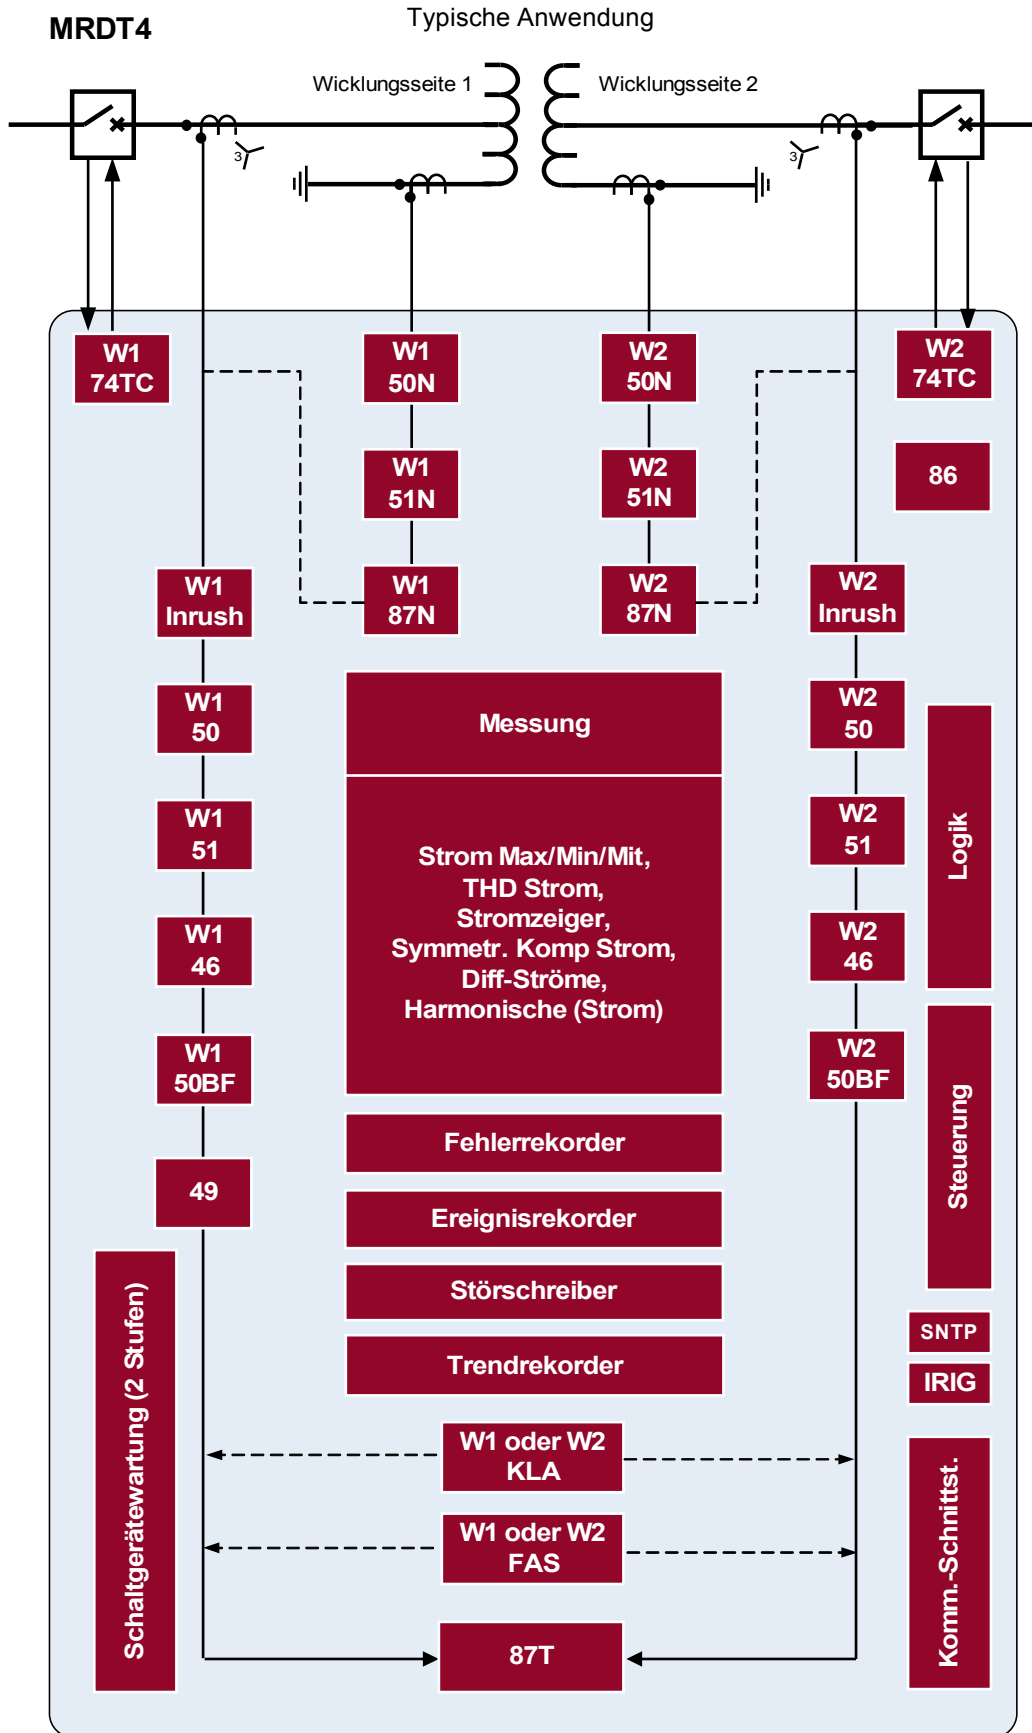 MRDT4
Typische Anwendung
Wicklungsseite 1
Wicklungsseite 2
3
3
W1
74TC
W1
50N
W2
50N
W2
74TC
W1
51N
W2
51N
86
W1
87N
W2
87N
W1
Inrush
W2
Inrush
W1
50
W2
50
Messung
W1
51
W2
51
Strom Max/Min/Mit,
THD Strom,
Stromzeiger,
Symmetr. Komp Strom,
Diff-Ströme,
Harmonische (Strom)
Logik
W1
46
W2
46
W1
50BF
W2
50BF
Steuerung
Fehlerrekorder
49
Ereignisrekorder
Störschreiber
Trendrekorder
Schaltgerätewartung (2 Stufen)
SNTP
IRIG
W1 oder W2
KLA
W1 oder W2
FAS
Komm.-Schnittst.
87T